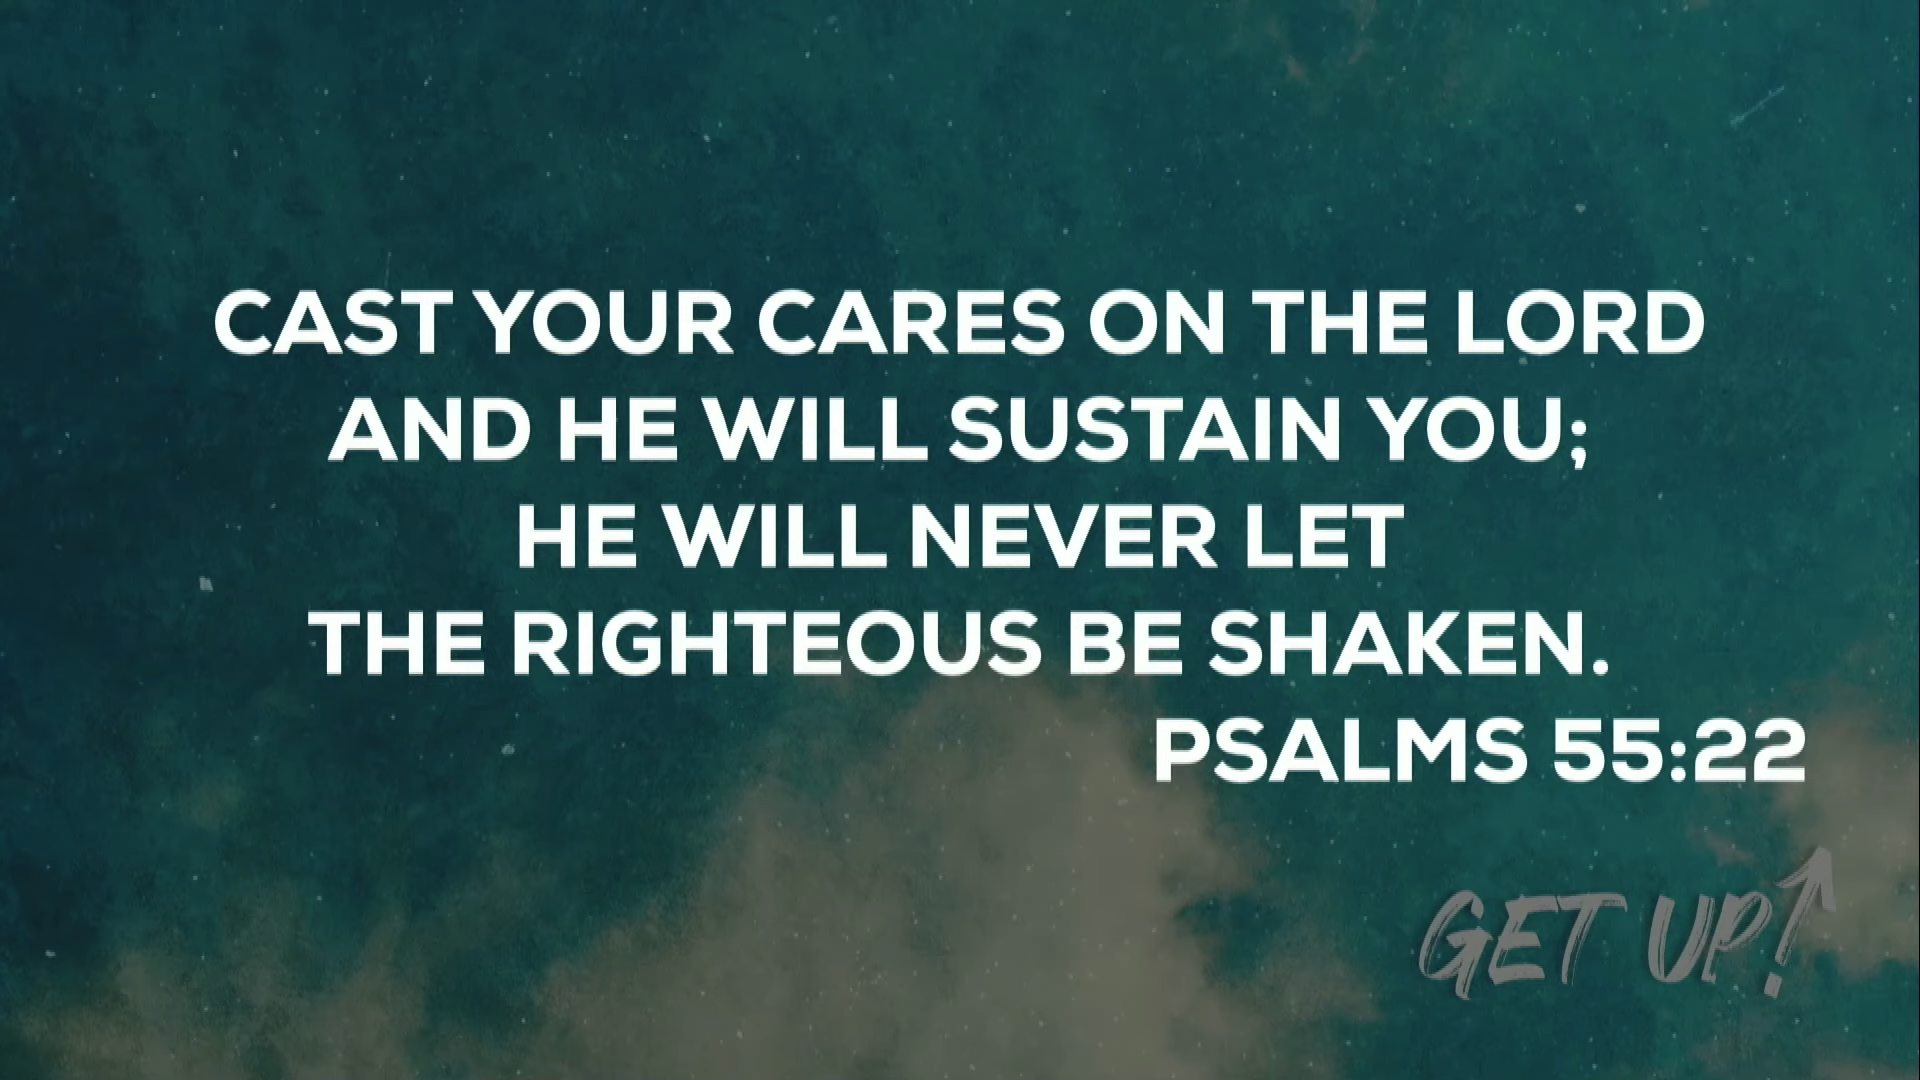 CAST YOUR CARES ON THE LORD
AND HE WILL SUSTAIN YOU;
HE WILL NEVER LET
THE RIGHTEOUS BE SHAKEN.
PSALMS 55:22
GET UP!